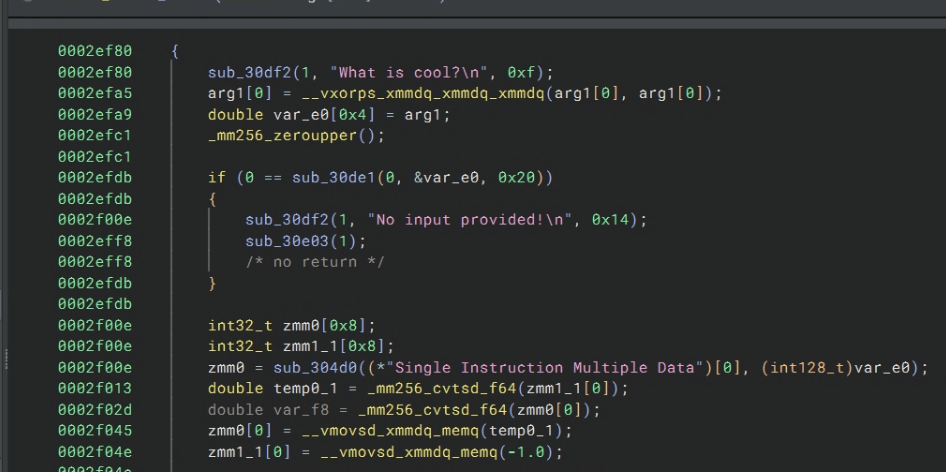 0002ef80 {
0002ef80 sub_30df2(1, "What is cool?\n", 0xf);
0002efa5 arg1[0] = __vxorps_xmmdq_xmmdq_xmmdq(arg1[0], arg1[0]);
0002efa9 double var_e0[0x4] = arg1;
0002efc1 _mm256_zeroupper();
0002efc1
0002efdb if (0 == sub_30de1(0, &var_e0, 0x20))
0002efdb {
0002f00e sub_30df2(1, "No input provided!\n", 0x14);
0002eff8 sub_30e03(1);
0002eff8 /* no return */
0002efdb }
0002efdb
0002f00e int32_t zmm0[0x8];
0002f00e int32_t zmm1_1[0x8];
0002f00e zmm0 = sub_304d0((*"Single Instruction Multiple Data")[0], (int128_t)var_e0);
0002f013 double temp0_1 = _mm256_cvtsd_f64(zmm1_1[0]);
0002f02d double var_f8 = _mm256_cvtsd_f64(zmm0[0]);
0002f045 zmm0[0] = __vmovsd_xmmdq_memq(temp0_1);
0002f04e zmm1_1[0] = __vmovsd_xmmdq_memq(-1.0);